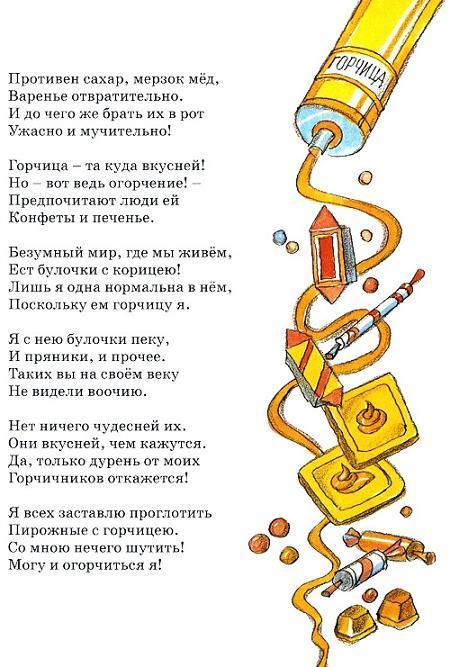 ГОРЧИЦА
Противен сахар, мерзок мёд,
Варенье отвратительно.
И до чего же брать их в рот
Ужасно и мучительно!
Горчица – та куда вкусней!
Но – вот ведь огорчение! –
Предпочитают люди ей
Конфеты и печенье.
Безумный мир, где мы живём,
Ест булочки с корицею!
Лишь я одна нормальна в нём,
Поскольку ем горчицу я.
Я с нею булочки пеку,
И пряники, и прочее.
Таких вы на своём веку
Не видели воочию.
Нет ничего чудесней их.
Они вкусней, чем кажутся.
Да, только дурень от моих
Горчичников откажется!
Я всех заставлю проглотить
Пирожные с горчицею.
Со мною нечего шутить!
Могу и огорчиться я!